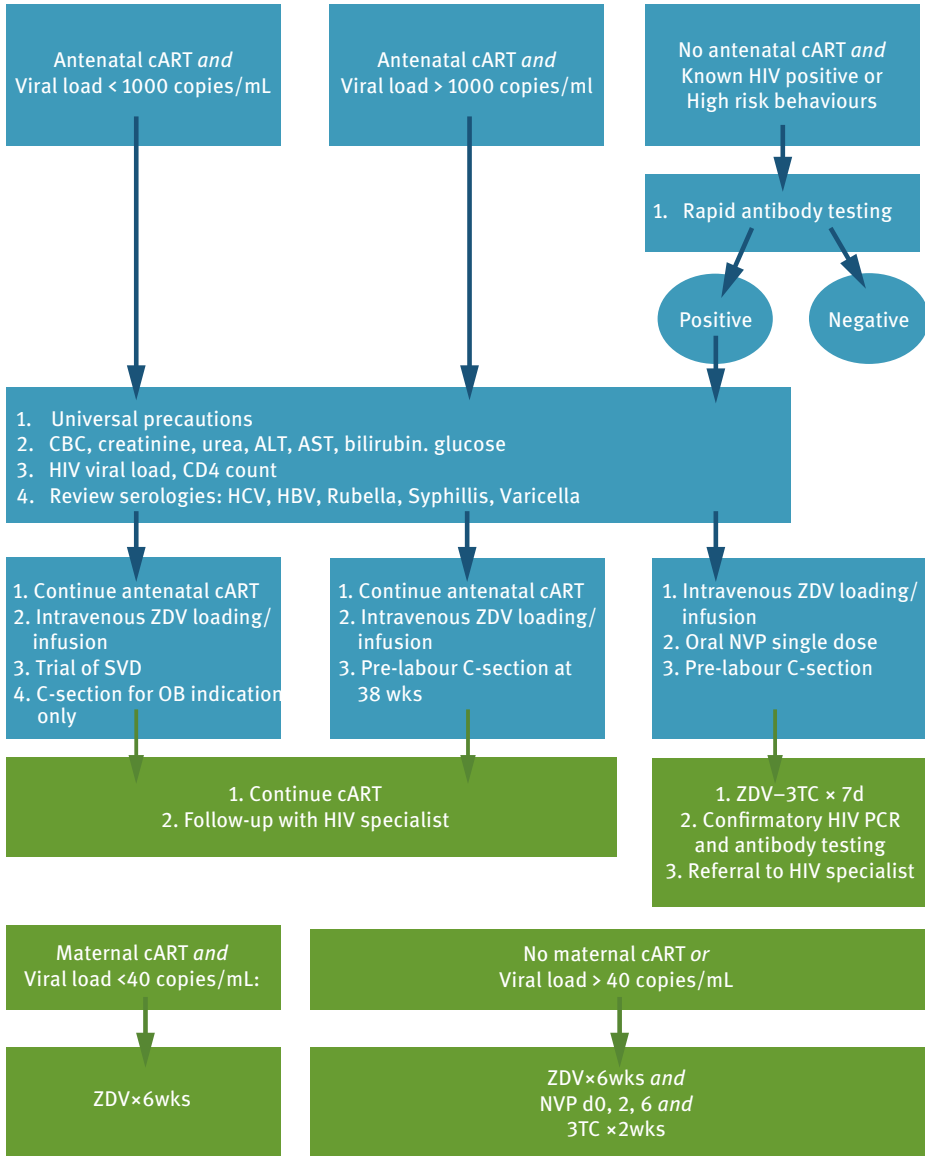 Antenatal cART and
Viral load < 1000 copies/mL
Antenatal cART and
Viral load > 1000 copies/ml
No antenatal cART and
Known HIV positive or
High risk behaviours
1. Rapid antibody testing
Positive
Negative
1. Universal precautions
2. CBC, creatinine, urea, ALT, AST, bilirubin. glucose
3. HIV viral load, CD4 count
4. Review serologies: HCV, HBV, Rubella, Syphillis, Varicella
1. Continue antenatal cART
2. Intravenous ZDV loading/
infusion
3. Trial of SVD
4. C-section for OB indication
only
1. Continue antenatal cART
2. Intravenous ZDV loading/
infusion
3. Pre-labour C-section at
38 wks
1. Intravenous ZDV loading/
infusion
2. Oral NVP single dose
3. Pre-labour C-section
1. Continue cART
2. Follow-up with HIV specialist
1. ZDV–3TC × 7d
2. Confirmatory HIV PCR
and antibody testing
3. Referral to HIV specialist
Maternal cART and
Viral load <40 copies/mL:
No maternal cART or
Viral load > 40 copies/mL
ZDV×6wks
ZDV×6wks and
NVP d0, 2, 6 and
3TC ×2wks